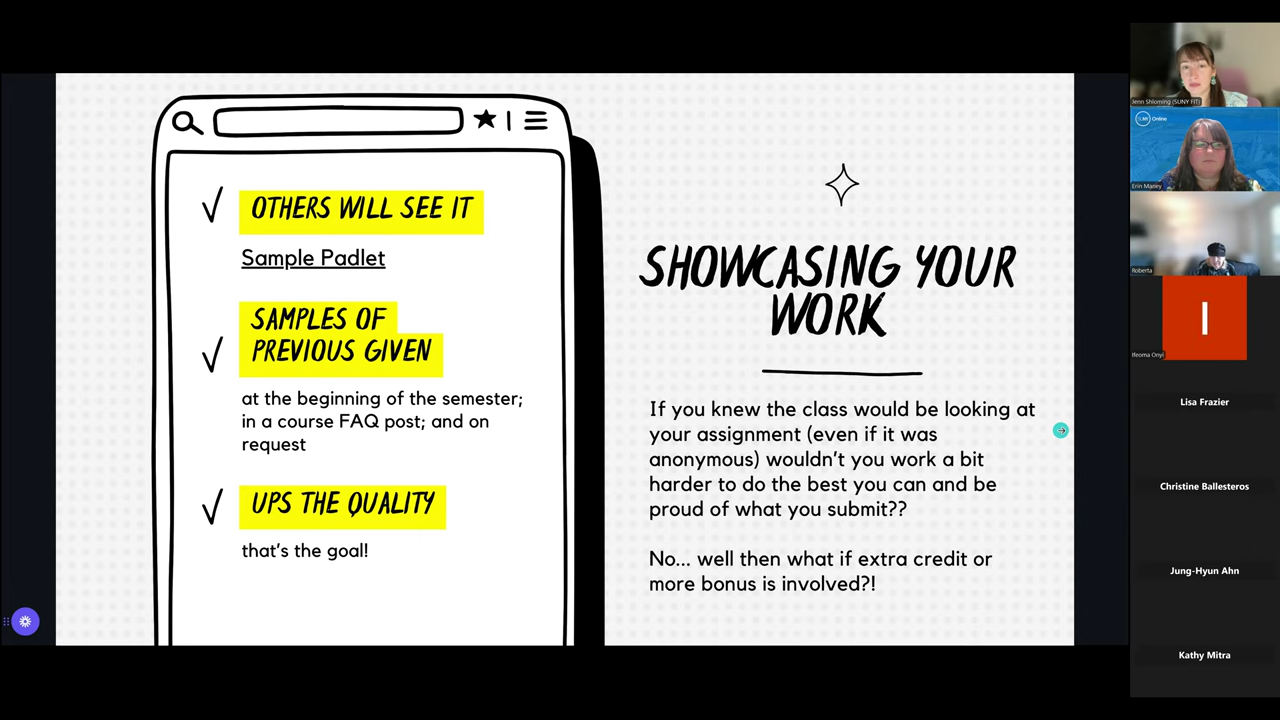 OTHERS WILL SEE IT
Sample Padlet
SAMPLES OF
PREVIOUS GIVEN
at the beginning of the semester;
in a course FAQ post; and on
request
UPS THE QUALITY
that's the goal!
SHOWCASING YOUR
WORK
If you knew the class would be looking at
your assignment (even if it was
anonymous) wouldn't you work a bit
harder to do the best you can and be
proud of what you submit??
No... well then what if extra credit or
more bonus is involved?!
Jenn Shloming (SUNY FIT)
Online
Erin Maney
Roberta
I
Ifeoma Onyi
Lisa Frazier
Christine Ballesteros
Jung-Hyun Ahn
Kathy Mitra